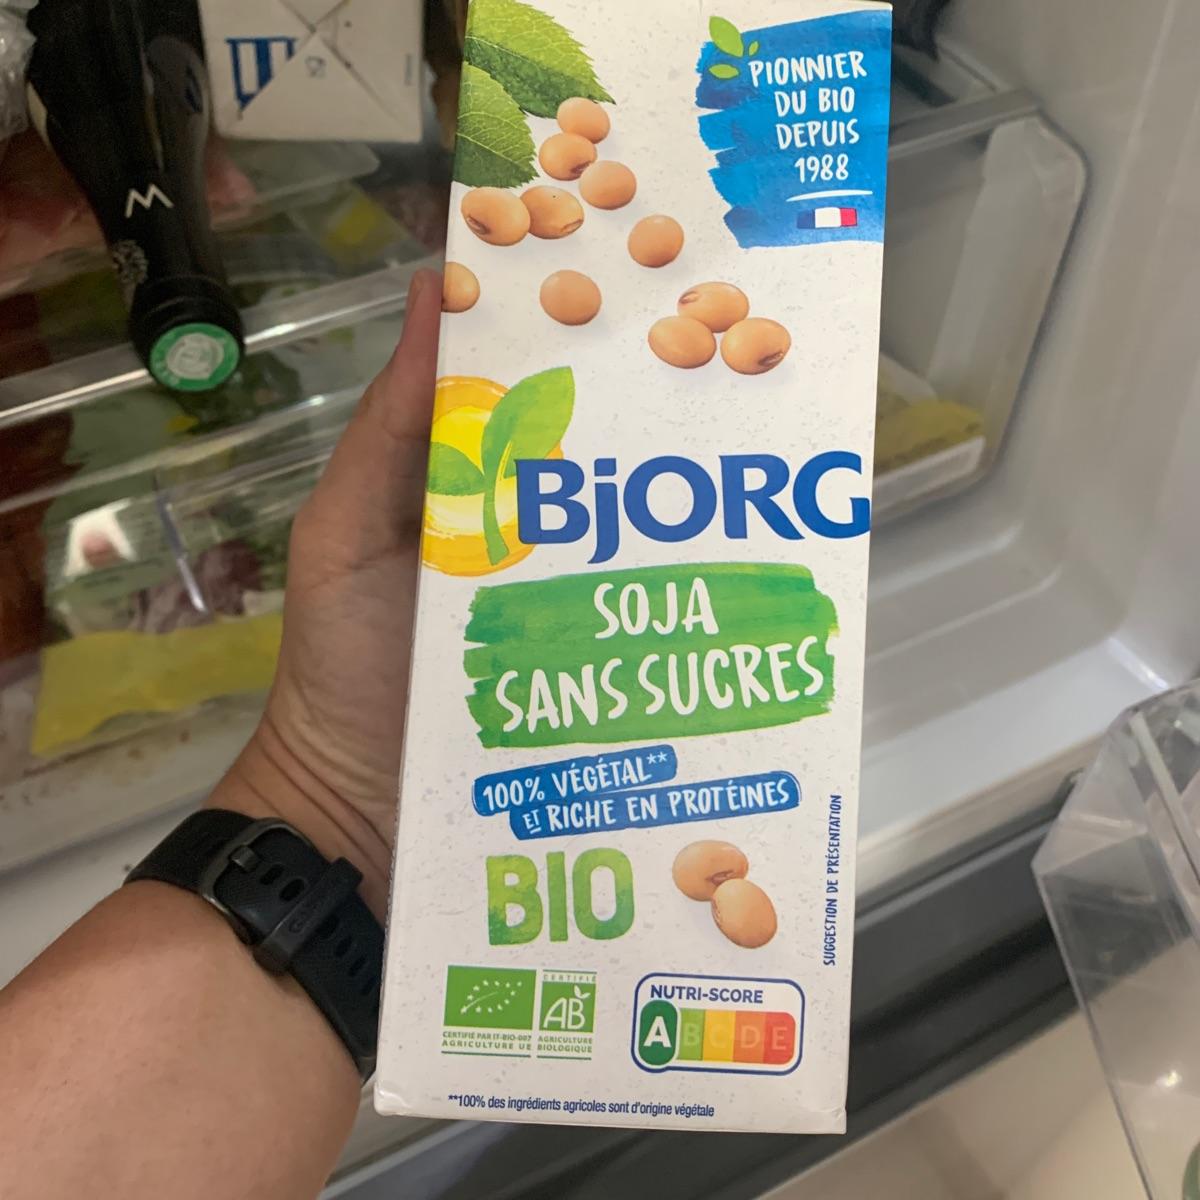 PIONNIER
DU BIO
DEPUIS
1988
BjORG
SOJA
SANS SUCRES
100% VÉGÉTAL**
ET RICHE EN PROTÉINES
BIO
SUGGESTION DE PRÉSENTATION
CERTIFIÉ
AB
CERTIFIÉ PAR IT-BIO-007
AGRICULTURE UE
AGRICULTURE
BIOLOGIQUE
NUTRI-SCORE
A B C D E
**100% des ingrédients agricoles sont d'origine végétale
W